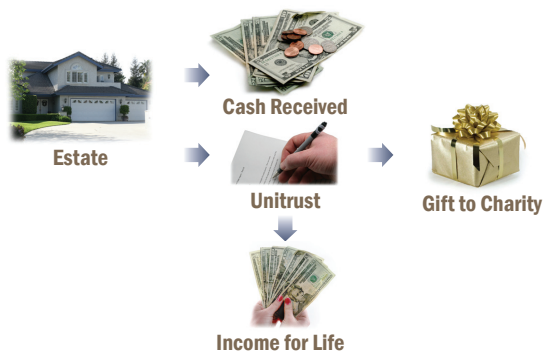 Cash Received
Estate
Unitrust
Gift to Charity
Income for Life